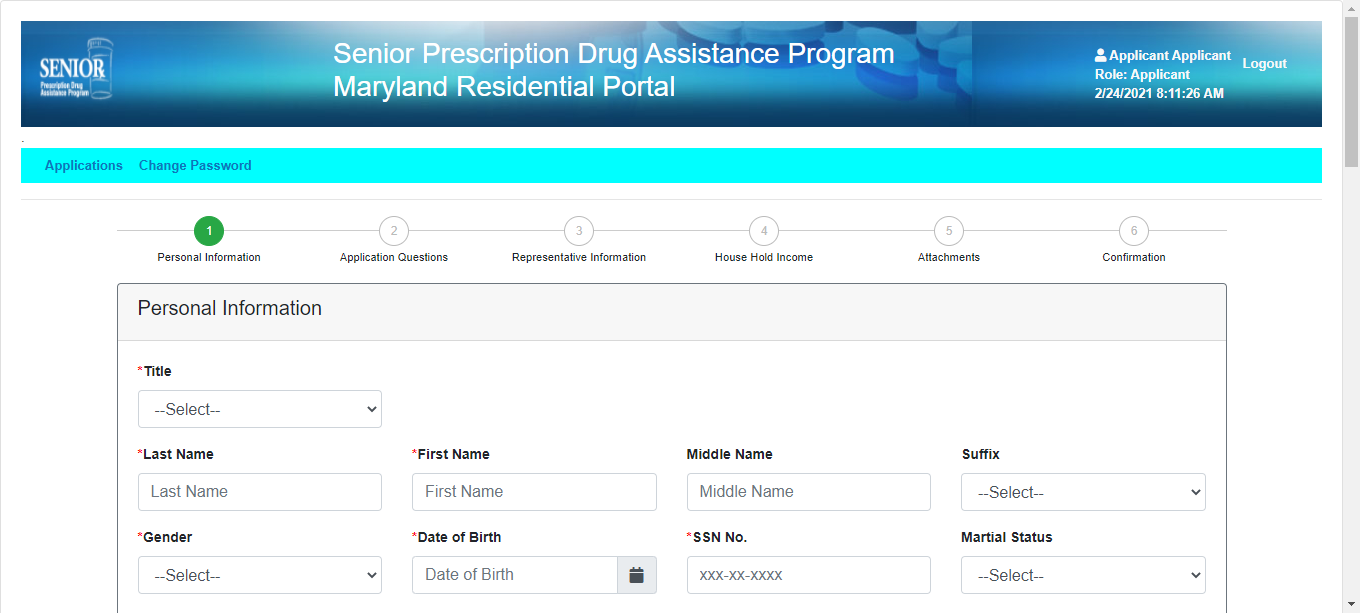 SENIOR
Prescription Drug
Assistance Program
Senior Prescription Drug Assistance Program
Maryland Residential Portal
Applicant Applicant
Role: Applicant
2/24/2021 8:11:26 AM
Logout
Applications Change Password
1 2 3 4 5 6
Personal Information Application Questions Representative Information House Hold Income Attachments Confirmation
Personal Information
*Title
--Select--
*Last Name *First Name Middle Name Suffix
Last Name First Name Middle Name --Select--
*Gender *Date of Birth *SSN No. Martial Status
--Select-- Date of Birth xxx-xx-xxxx --Select--